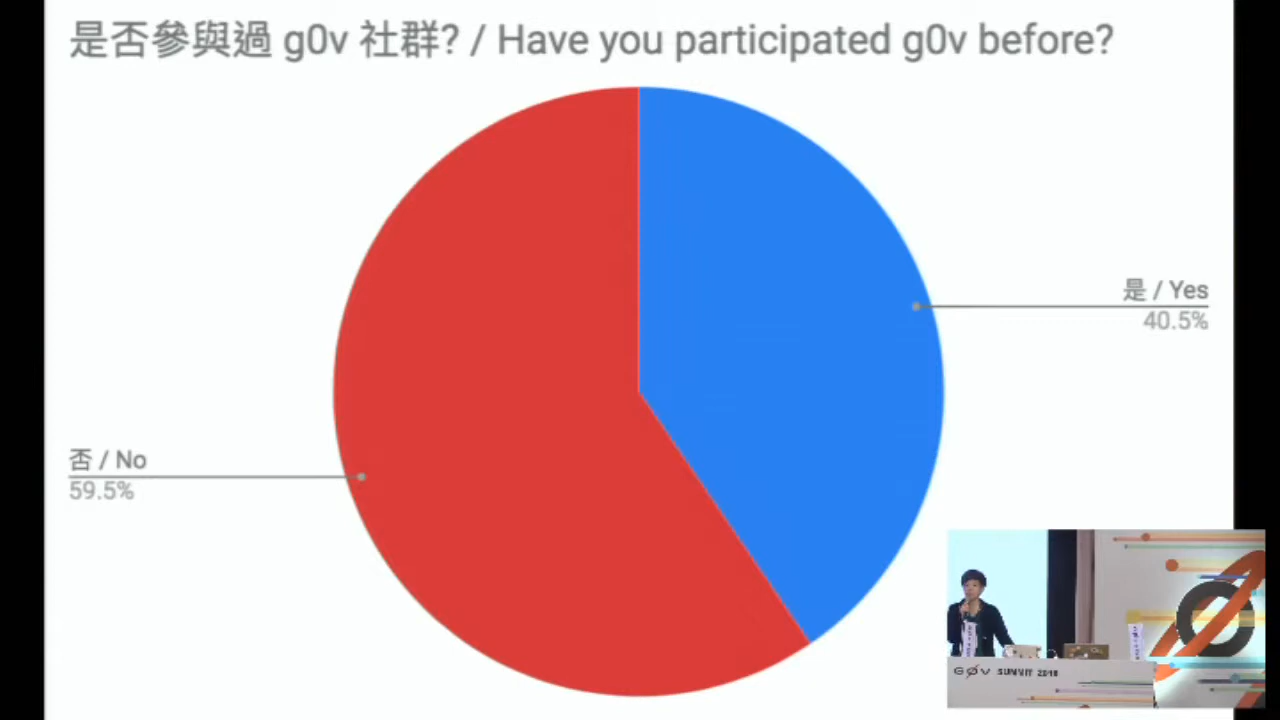 是否參與過 g0v 社群? / Have you participated g0v before?
是 / Yes
40.5%
否 / No
59.5%
GØV SUMMIT 2018